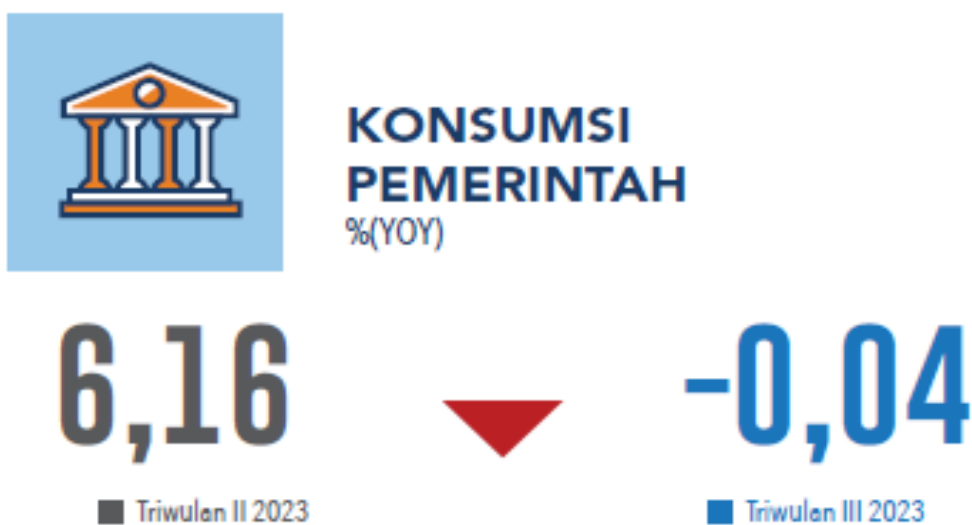 KONSUMSI
PEMERINTAH
%(YOY)
6,16
-0,04
Triwulan II 2023
Triwulan III 2023